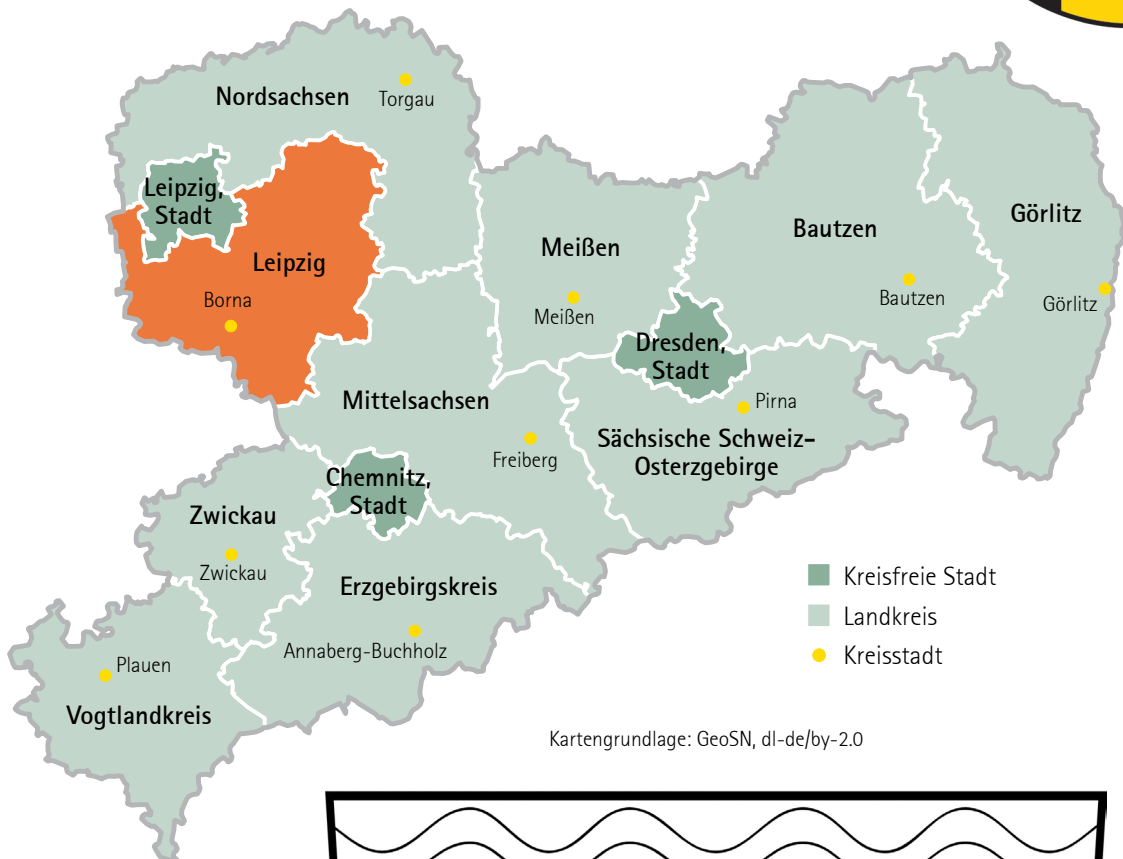 Nordsachsen
Torgau
Leipzig,
Stadt
Leipzig
Borna
Meißen
Meißen
Bautzen
Bautzen
Görlitz
Görlitz
Dresden,
Stadt
Mittelsachsen
Freiberg
Pirna
Sächsische Schweiz-
Osterzgebirge
Chemnitz,
Stadt
Zwickau
Zwickau
Erzgebirgskreis
Annaberg-Buchholz
Plauen
Vogtlandkreis
Kreisfreie Stadt
Landkreis
Kreisstadt
Kartengrundlage: GeoSN, dl-de/by-2.0